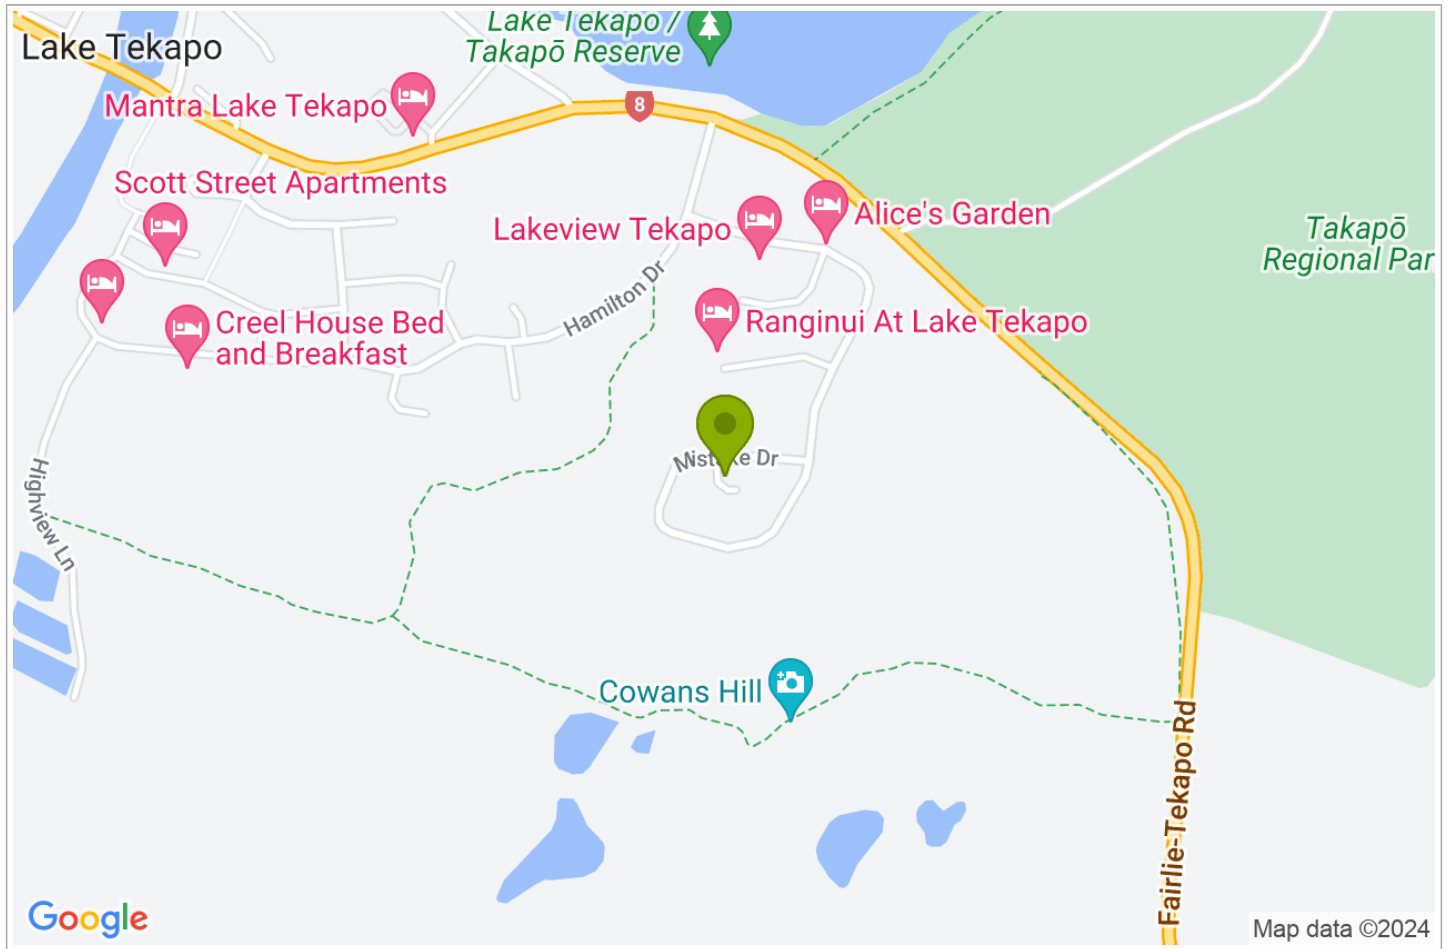 Lake Tekapo /
Takapō Reserve
Lake Tekapo
Mantra Lake Tekapo
8
Scott Street Apartments
Lakeview Tekapo
Alice's Garden
Takapō
Regional Par
Hamilton Dr
Creel House Bed
and Breakfast
Ranginui At Lake Tekapo
Mistake Dr
Highview Ln
Cowans Hill
Fairlie-Tekapo Rd
Google
Map data ©2024